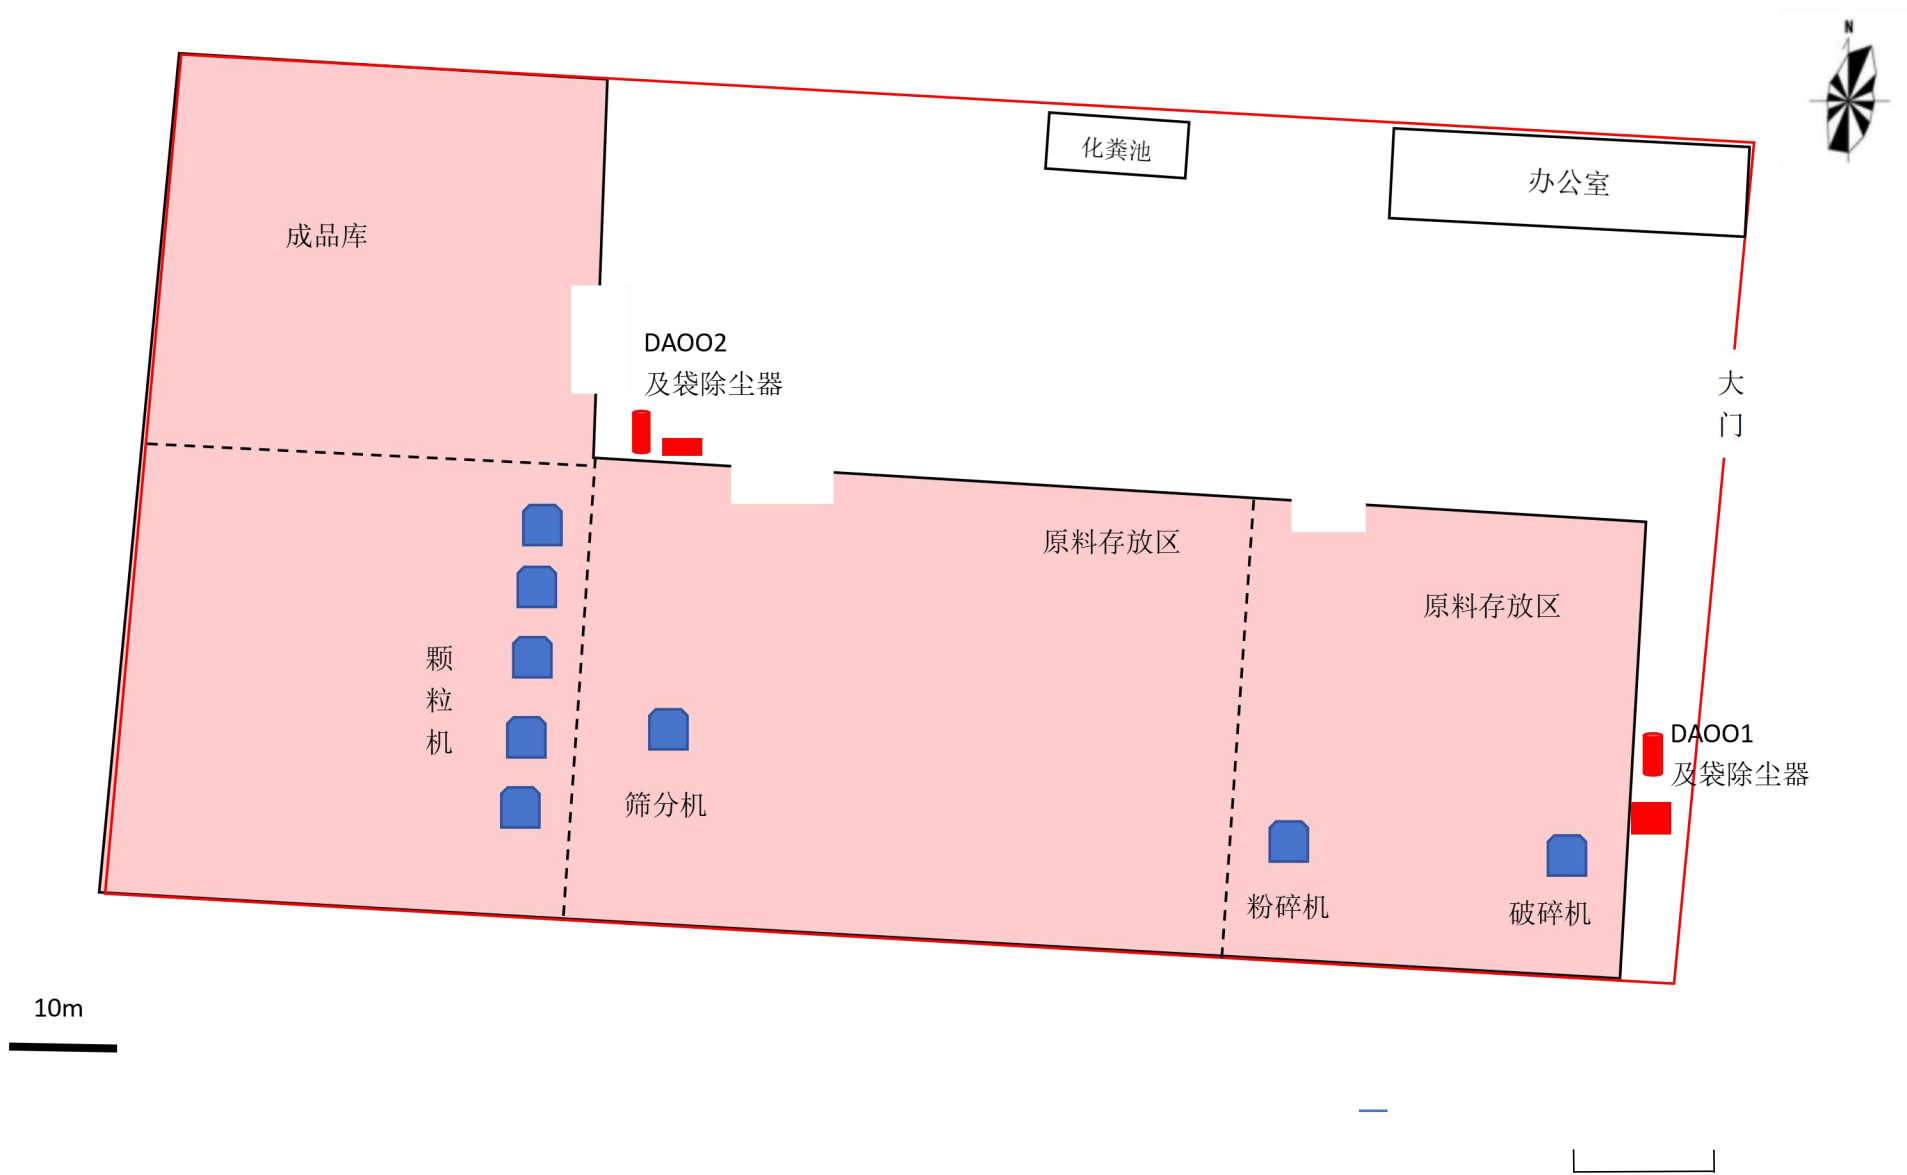 N
化粪池
办公室
成品库
DAOO2
及袋除尘器
大
门
原料存放区
原料存放区
颗
粒
机
筛分机
DAOO1
及袋除尘器
粉碎机
破碎机
10m